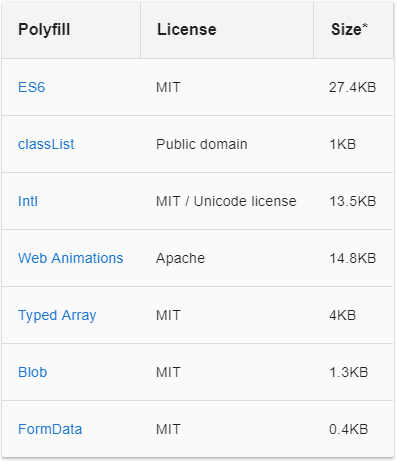 Polyfill License Size*
ES6 MIT 27.4KB
classList Public domain 1KB
Intl MIT / Unicode license 13.5KB
Web Animations Apache 14.8KB
Typed Array MIT 4KB
Blob MIT 1.3KB
FormData MIT 0.4KB